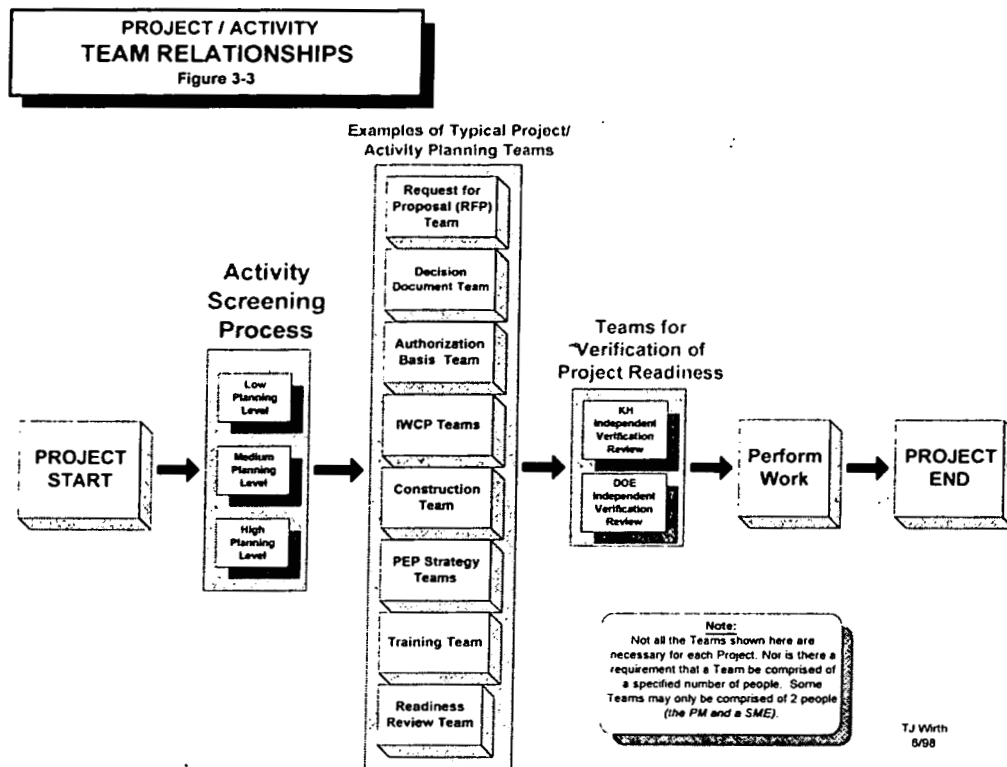 PROJECT / ACTIVITY
TEAM RELATIONSHIPS
Figure 3-3
Examples of Typical Project/
Activity Planning Teams
Request for
Proposal (RFP)
Team
Decision
Document Team
Authorization
Basis Team
IWCP Teams
Construction
Team
PEP Strategy
Teams
Training Team
Readiness
Review Team
Activity
Screening
Process
Low
Planning
Level
Medium
Planning
Level
High
Planning
Level
PROJECT
START
Teams for
Verification of
Project Readiness
KH
Independent
Verification
Review
DOE
Independent
Verification
Review
Perform
Work
PROJECT
END
Note:
Not all the Teams shown here are
necessary for each Project. Nor is there a
requirement that a Team be comprised of
a specified number of people. Some
Teams may only be comprised of 2 people
(the PM and a SME).
TJ Wirth
6/98